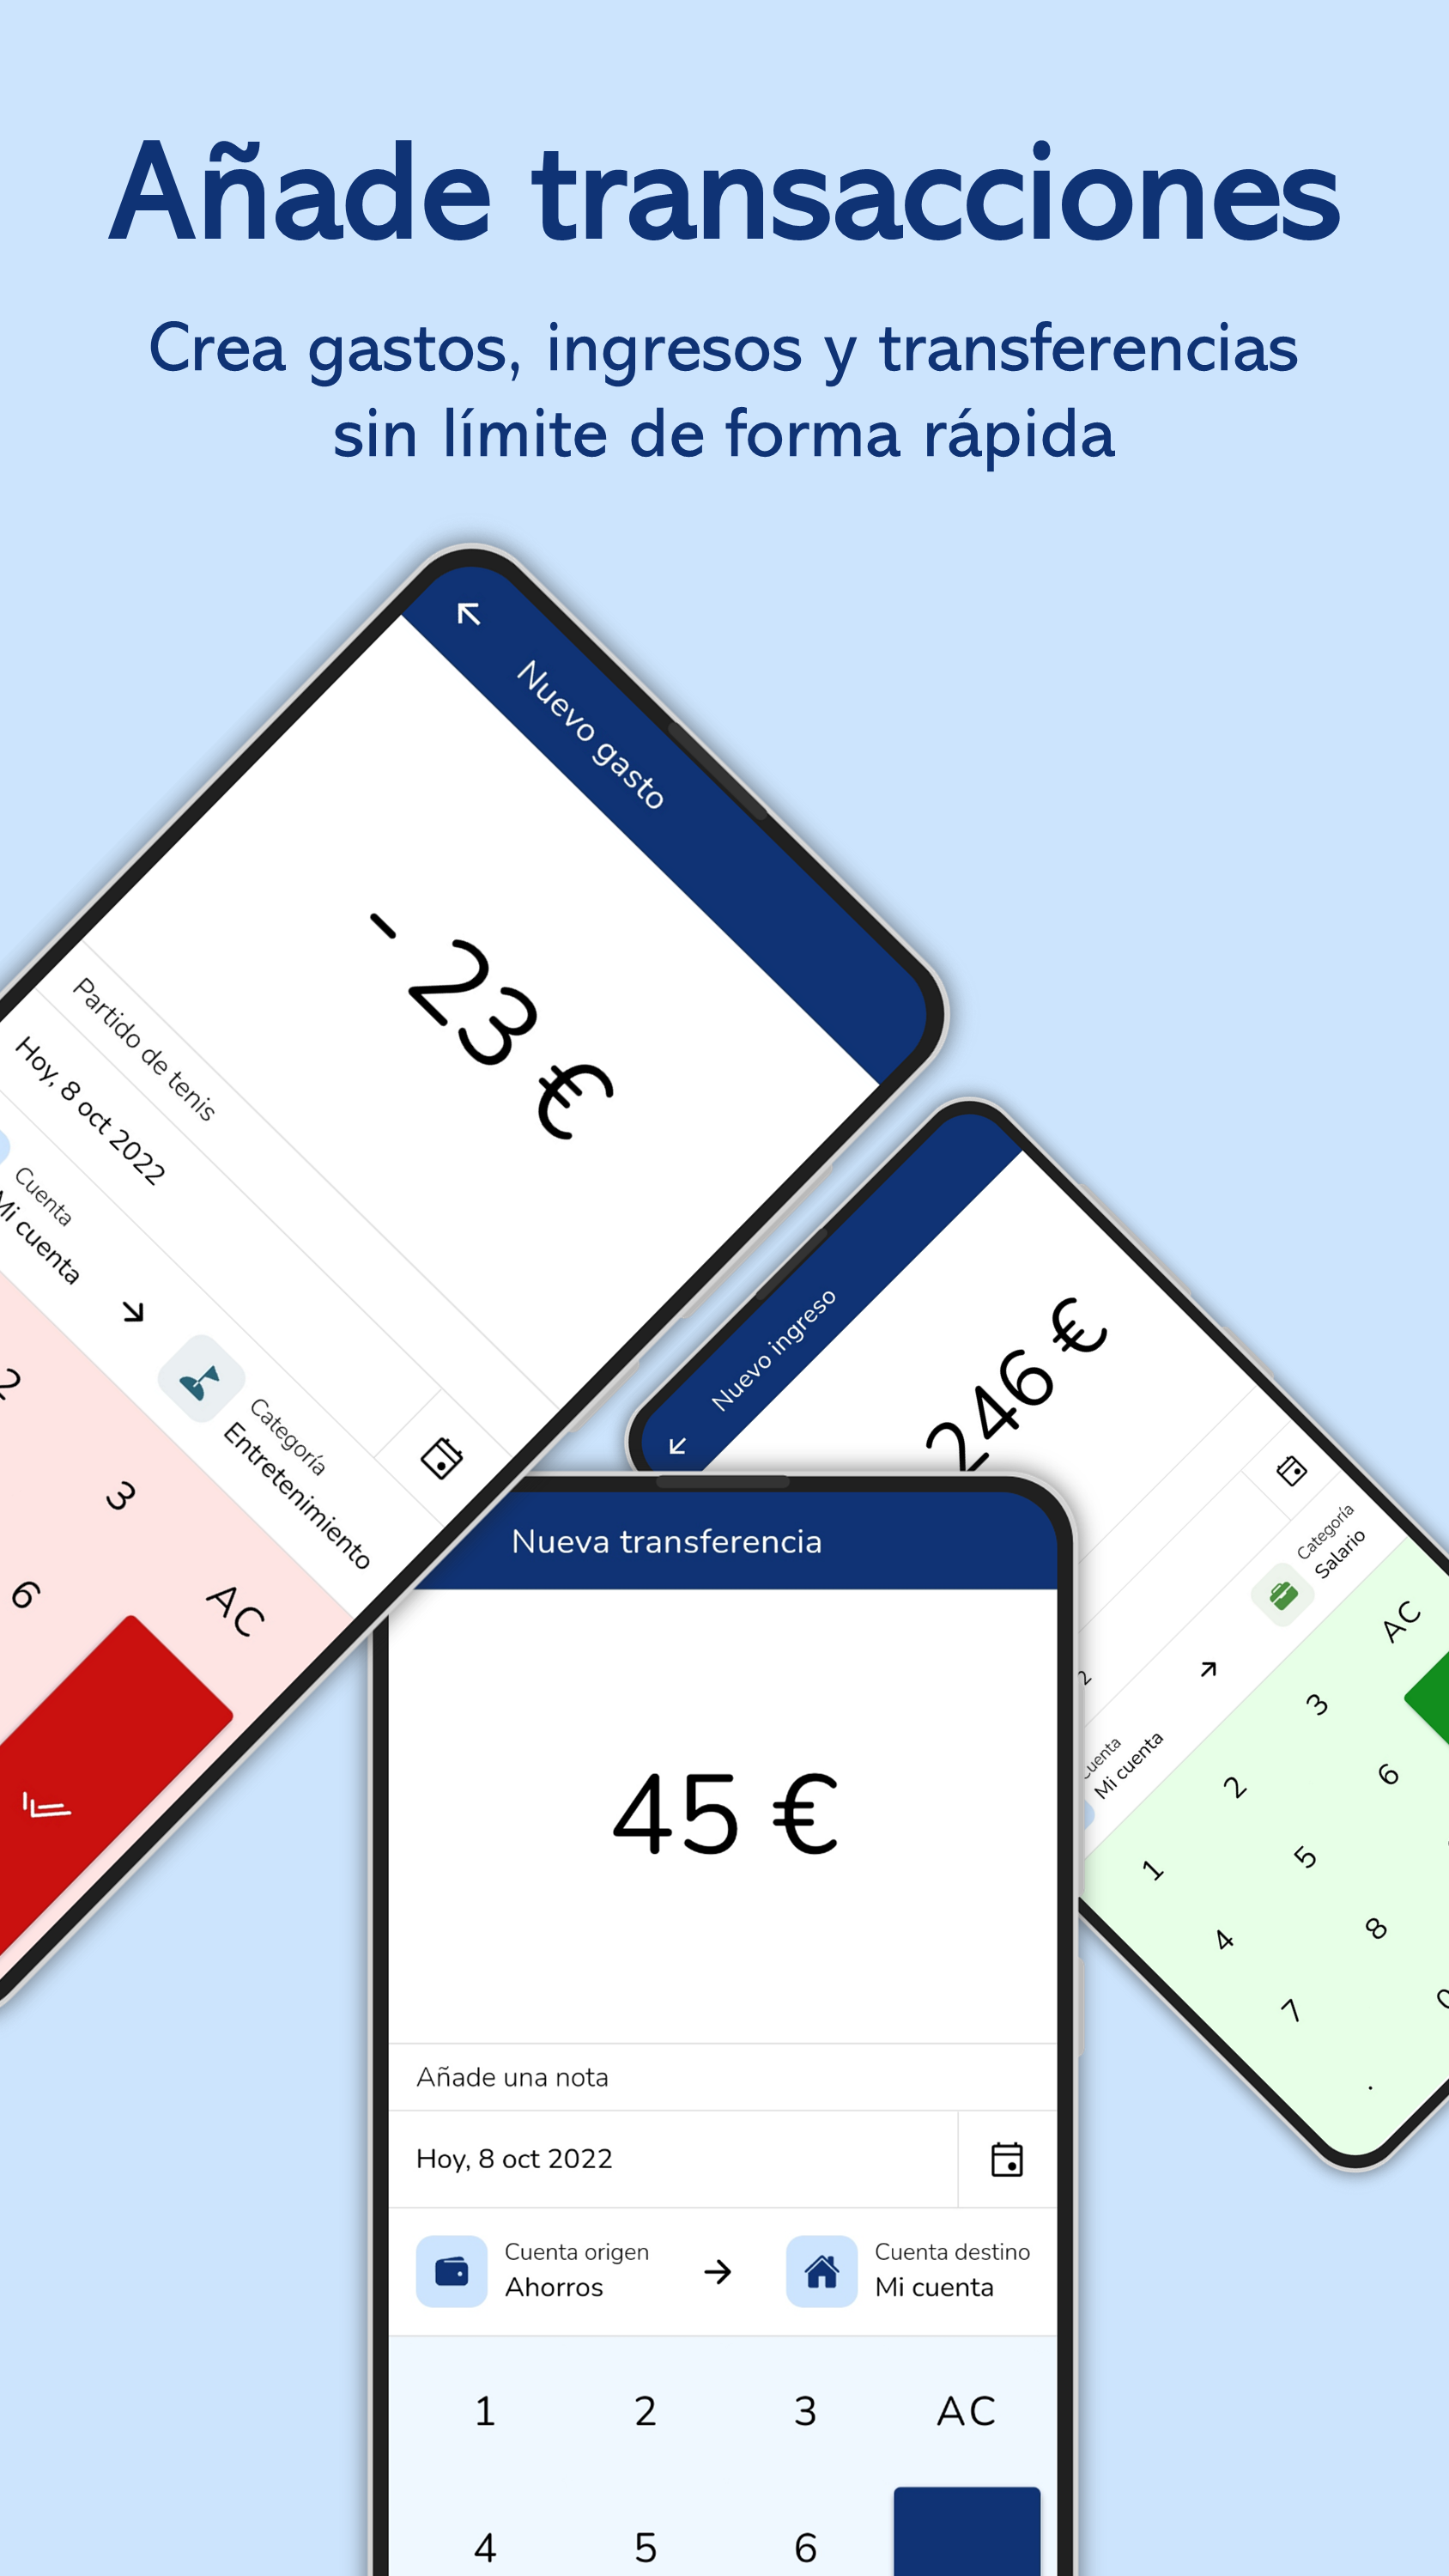 Añade transacciones
Crea gastos, ingresos y transferencias
sin límite de forma rápida
Nuevo gasto
- 23 €
Partido de tenis
Hoy, 8 oct 2022
Cuenta
Mi cuenta
Categoría
Entretenimiento
2
3
AC
6
Nuevo ingreso
246 €
2
Cuenta
Mi cuenta
Categoría
Salario
1
2
3
AC
4
5
6
7
8
0
.
Nueva transferencia
45 €
Añade una nota
Hoy, 8 oct 2022
Cuenta origen
Ahorros
Cuenta destino
Mi cuenta
1 2 3 AC
4 5 6